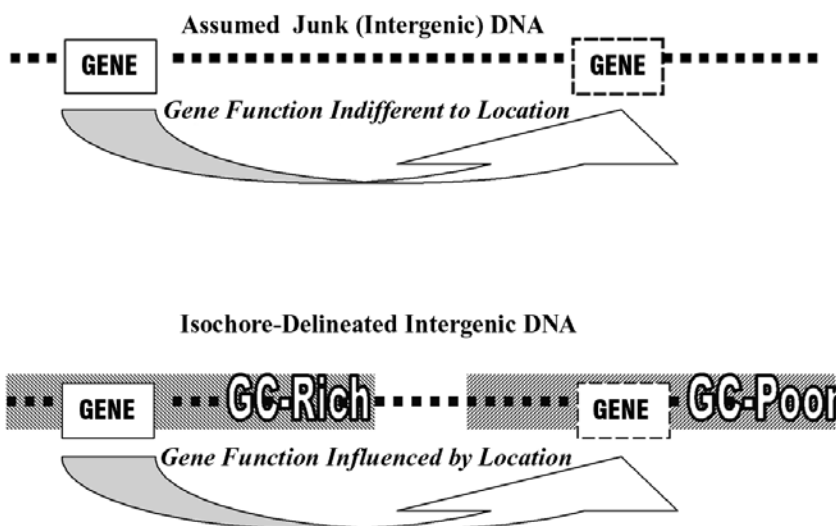 Assumed Junk (Intergenic) DNA
GENE GENE
Gene Function Indifferent to Location
Isochore-Delineated Intergenic DNA
GENE GC-Rich GENE GC-Poor
Gene Function Influenced by Location